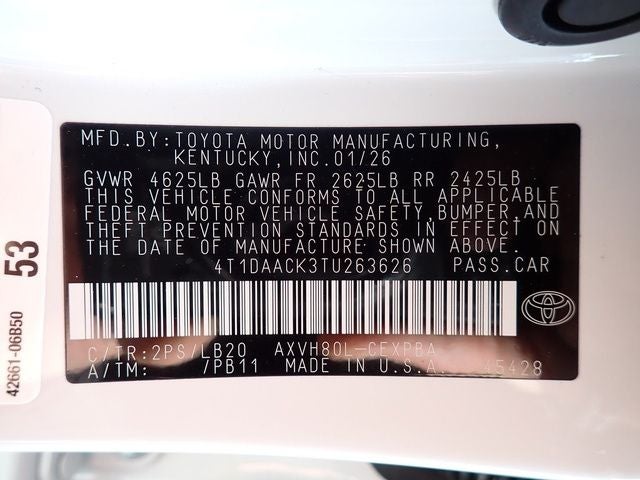 MFD.BY:TOYOTA MOTOR MANUFACTURING,
KENTUCKY,INC.01/26
GVWR 4625LB GAWR FR 2625LB RR 2425LB
THIS VEHICLE CONFORMS TO ALL APPLICABLE
FEDERAL MOTOR VEHICLE SAFETY,BUMPER,AND
THEFT PREVENTION STANDARDS IN EFFECT ON
THE DATE OF MANUFACTURE SHOWN ABOVE.
4T1DAACK3TU263626 PASS.CAR
C/TR:2PS/LB20 AXVH80L-CEXPBA
A/TM: /PB11 MADE IN U.S.A.
53
42661-06B50